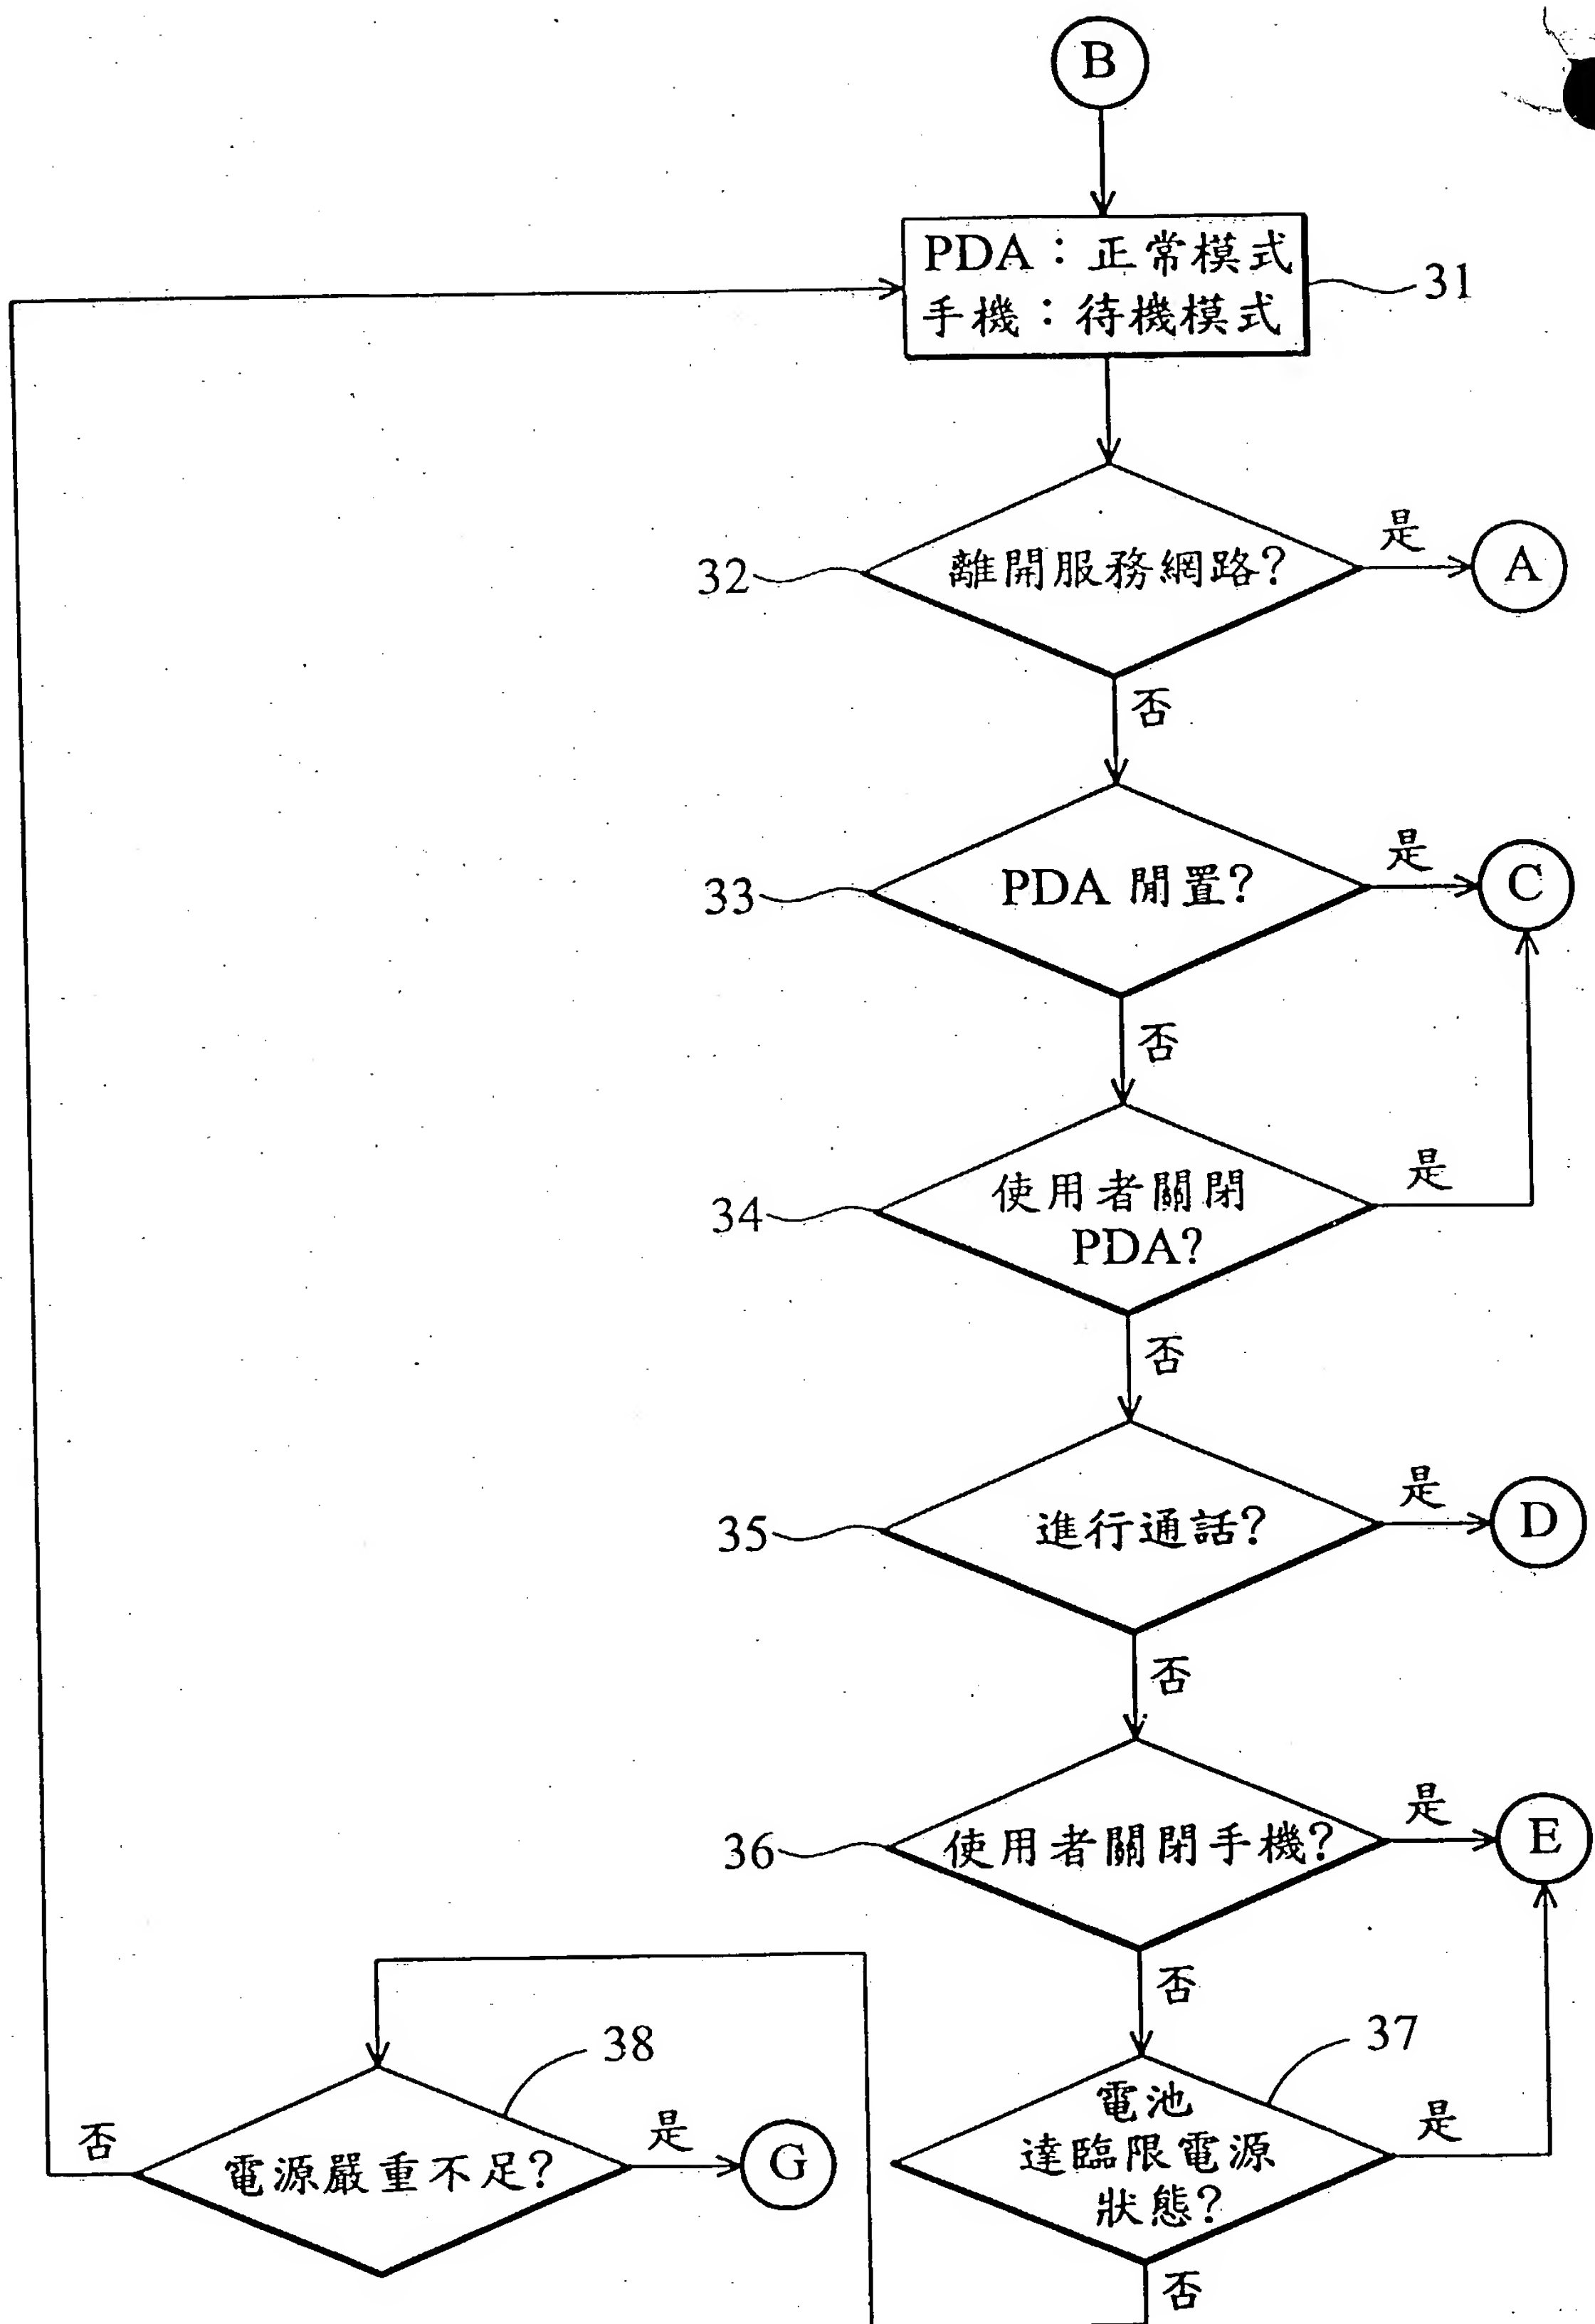 B
PDA：正常模式
手機：待機模式
31
32
離開服務網路?
是
A
否
33
PDA 閒置?
是
C
否
34
使用者關閉
PDA?
是
否
35
進行通話?
是
D
否
36
使用者關閉手機?
是
E
否
37
電池
達臨限電源
狀態?
是
否
38
電源嚴重不足?
是
G
否